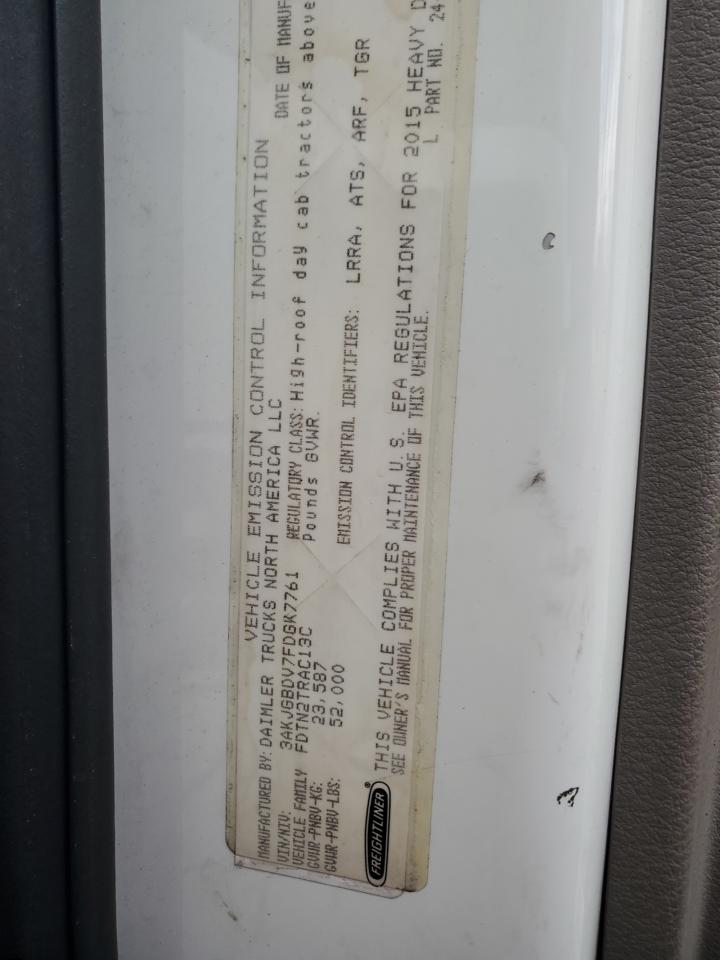 VEHICLE EMISSION CONTROL INFORMATION
MANUFACTURED BY: DAIMLER TRUCKS NORTH AMERICA LLC DATE OF MANUF
VIN/NIV: 3AKJGBDV7FDGK7761 REGULATORY CLASS: High-roof day cab tractors above
VEHICLE FAMILY FDTN2TRAC13C Pounds GVWR.
GVWR-PNBV-KG: 23,587
GVWR-PNBV-LBS: 52,000 EMISSION CONTROL IDENTIFIERS: LRRA, ATS, ARF, TGR
FREIGHTLINER®
THIS VEHICLE COMPLIES WITH U.S. EPA REGULATIONS FOR 2015 HEAVY D
SEE OWNER'S MANUAL FOR PROPER MAINTENANCE OF THIS VEHICLE. L PART NO. 24